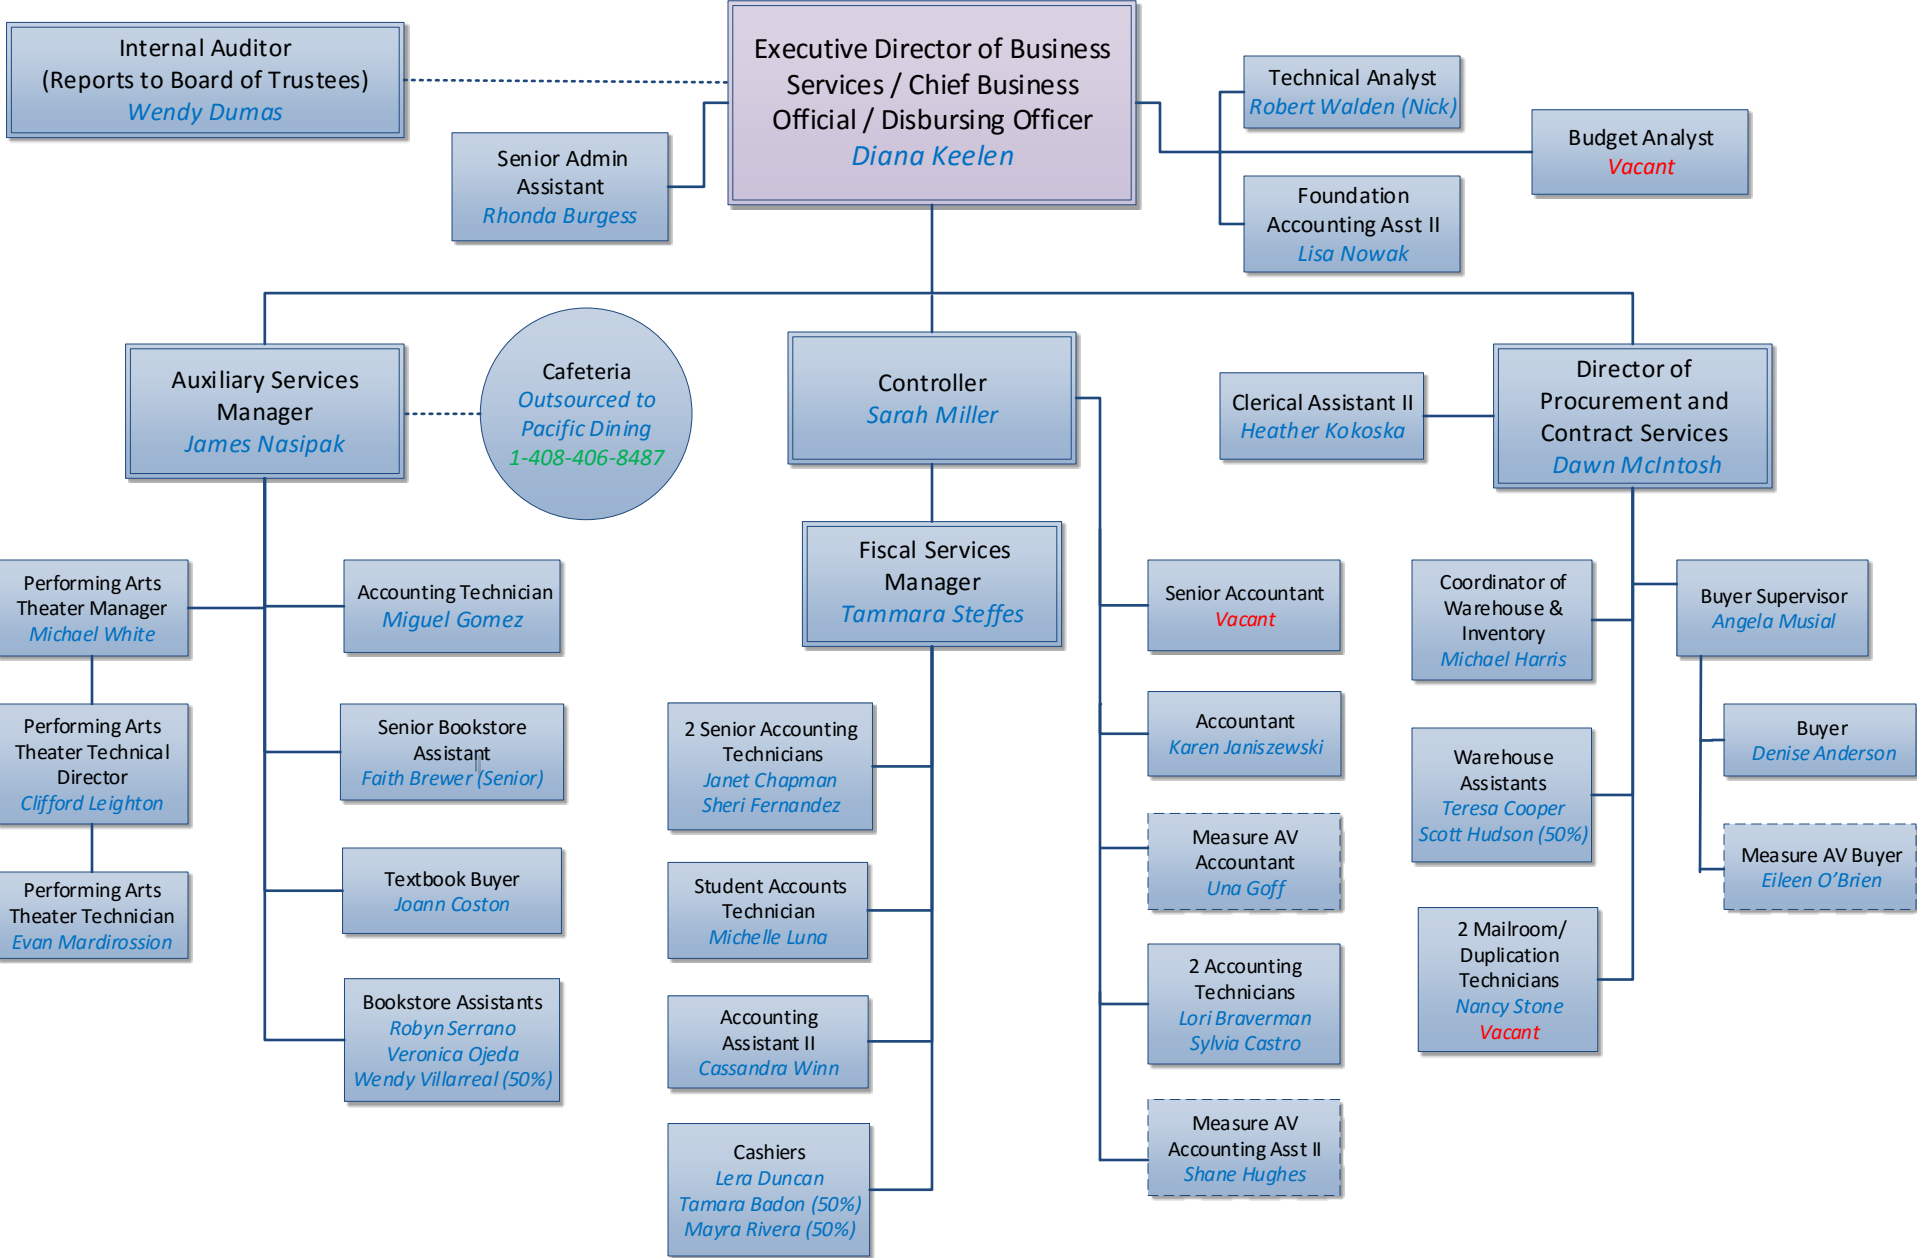 Internal Auditor
(Reports to Board of Trustees)
Wendy Dumas
Executive Director of Business
Services / Chief Business
Official / Disbursing Officer
Diana Keelen
Senior Admin
Assistant
Rhonda Burgess
Technical Analyst
Robert Walden (Nick)
Budget Analyst
Vacant
Foundation
Accounting Asst II
Lisa Nowak
Auxiliary Services
Manager
James Nasipak
Cafeteria
Outsourced to
Pacific Dining
1-408-406-8487
Controller
Sarah Miller
Clerical Assistant II
Heather Kokoska
Director of
Procurement and
Contract Services
Dawn McIntosh
Performing Arts
Theater Manager
Michael White
Accounting Technician
Miguel Gomez
Performing Arts
Theater Technical
Director
Clifford Leighton
Senior Bookstore
Assistant
Faith Brewer (Senior)
Performing Arts
Theater Technician
Evan Mardirossion
Textbook Buyer
Joann Coston
Bookstore Assistants
Robyn Serrano
Veronica Ojeda
Wendy Villarreal (50%)
Fiscal Services
Manager
Tammara Steffes
2 Senior Accounting
Technicians
Janet Chapman
Sheri Fernandez
Student Accounts
Technician
Michelle Luna
Accounting
Assistant II
Cassandra Winn
Cashiers
Lera Duncan
Tamara Badon (50%)
Mayra Rivera (50%)
Senior Accountant
Vacant
Accountant
Karen Janiszewski
Measure AV
Accountant
Una Goff
2 Accounting
Technicians
Lori Braverman
Sylvia Castro
Measure AV
Accounting Asst II
Shane Hughes
Coordinator of
Warehouse &
Inventory
Michael Harris
Warehouse
Assistants
Teresa Cooper
Scott Hudson (50%)
2 Mailroom/
Duplication
Technicians
Nancy Stone
Vacant
Buyer Supervisor
Angela Musial
Buyer
Denise Anderson
Measure AV Buyer
Eileen O’Brien